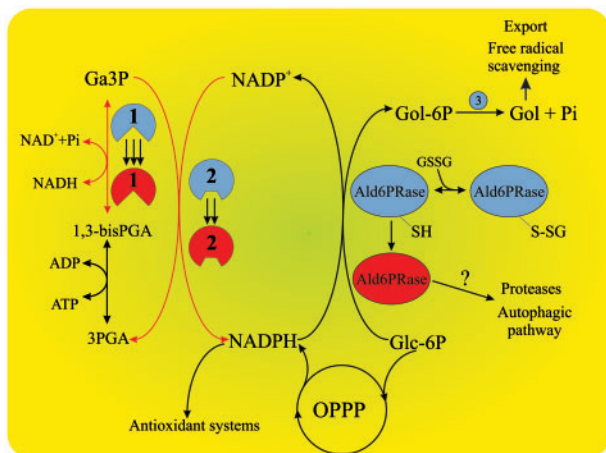 Export
Free radical
scavenging
Ga3P
NADP⁺
Gol-6P
3
Gol + Pi
1
NAD⁺+Pi
NADH
1
2
2
GSSG
Ald6PRase
Ald6PRase
SH
S-SG
1,3-bisPGA
ADP
ATP
Ald6PRase
?
Proteases
Autophagic
pathway
3PGA
NADPH
Glc-6P
OPPP
Antioxidant systems